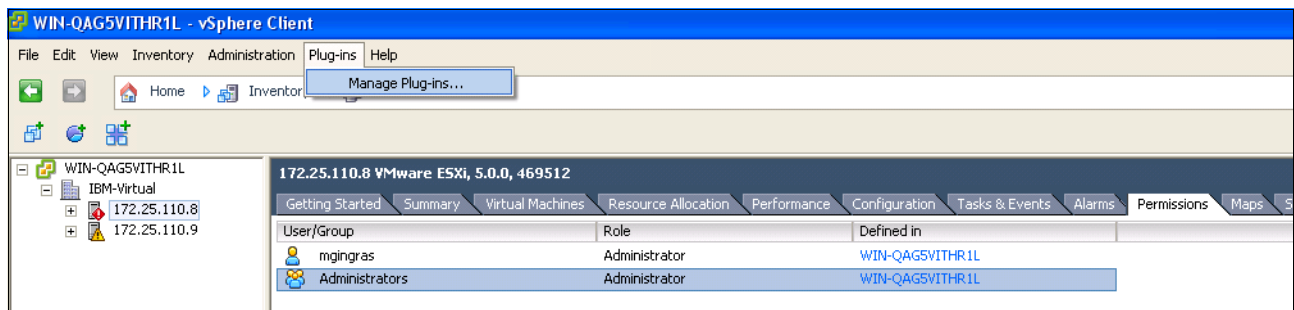 WIN-QAG5VITHR1L - vSphere Client
File Edit View Inventory Administration Plug-ins Help
Manage Plug-ins...
Home Inventor
WIN-QAG5VITHR1L
IBM-Virtual
172.25.110.8
172.25.110.9
172.25.110.8 VMware ESXi, 5.0.0, 469512
Getting Started Summary Virtual Machines Resource Allocation Performance Configuration Tasks & Events Alarms Permissions Maps S
User/Group Role Defined in
mgingras Administrator WIN-QAG5VITHR1L
Administrators Administrator WIN-QAG5VITHR1L